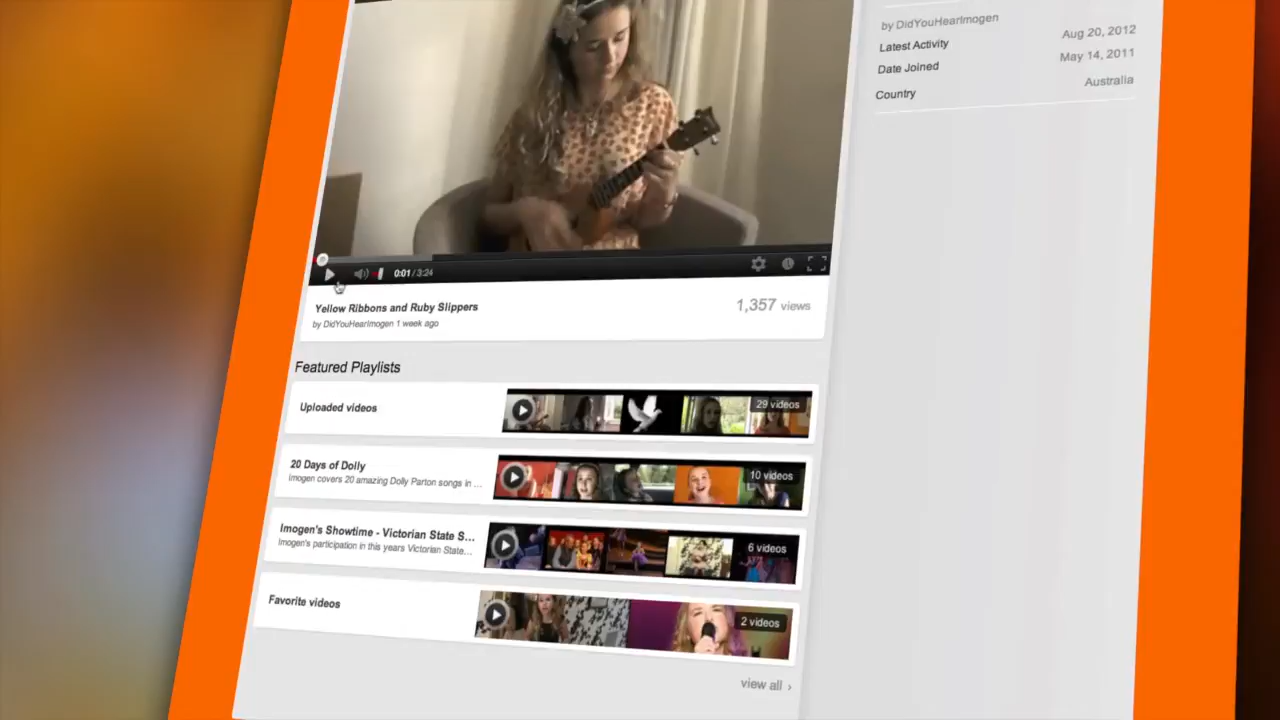 by DidYouHearImogen
Latest Activity Aug 20, 2012
Date Joined May 14, 2011
Country Australia
0:01 / 3:24
Yellow Ribbons and Ruby Slippers
1,357 views
by DidYouHearImogen 1 week ago
Featured Playlists
Uploaded videos
29 videos
20 Days of Dolly
Imogen covers 20 amazing Dolly Parton songs in ...
10 videos
Imogen's Showtime - Victorian State S...
Imogen's participation in this years Victorian State...
6 videos
Favorite videos
2 videos
view all ›